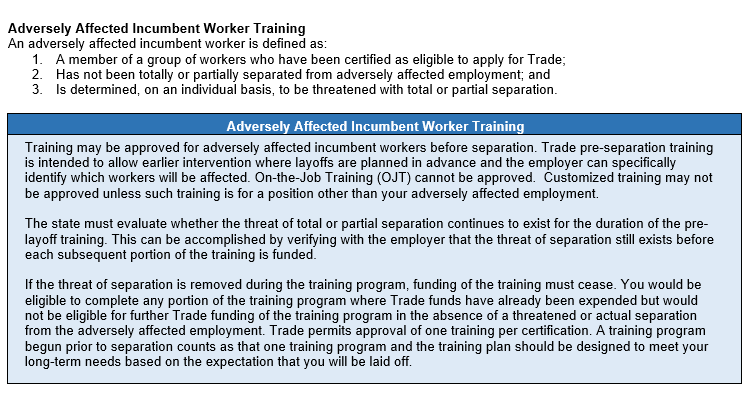 Adversely Affected Incumbent Worker Training
An adversely affected incumbent worker is defined as:
1. A member of a group of workers who have been certified as eligible to apply for Trade;
2. Has not been totally or partially separated from adversely affected employment; and
3. Is determined, on an individual basis, to be threatened with total or partial separation.
Adversely Affected Incumbent Worker Training
Training may be approved for adversely affected incumbent workers before separation. Trade pre-separation training
is intended to allow earlier intervention where layoffs are planned in advance and the employer can specifically
identify which workers will be affected. On-the-Job Training (OJT) cannot be approved. Customized training may not
be approved unless such training is for a position other than your adversely affected employment.
The state must evaluate whether the threat of total or partial separation continues to exist for the duration of the pre-
layoff training. This can be accomplished by verifying with the employer that the threat of separation still exists before
each subsequent portion of the training is funded.
If the threat of separation is removed during the training program, funding of the training must cease. You would be
eligible to complete any portion of the training program where Trade funds have already been expended but would
not be eligible for further Trade funding of the training program in the absence of a threatened or actual separation
from the adversely affected employment. Trade permits approval of one training per certification. A training program
begun prior to separation counts as that one training program and the training plan should be designed to meet your
long-term needs based on the expectation that you will be laid off.